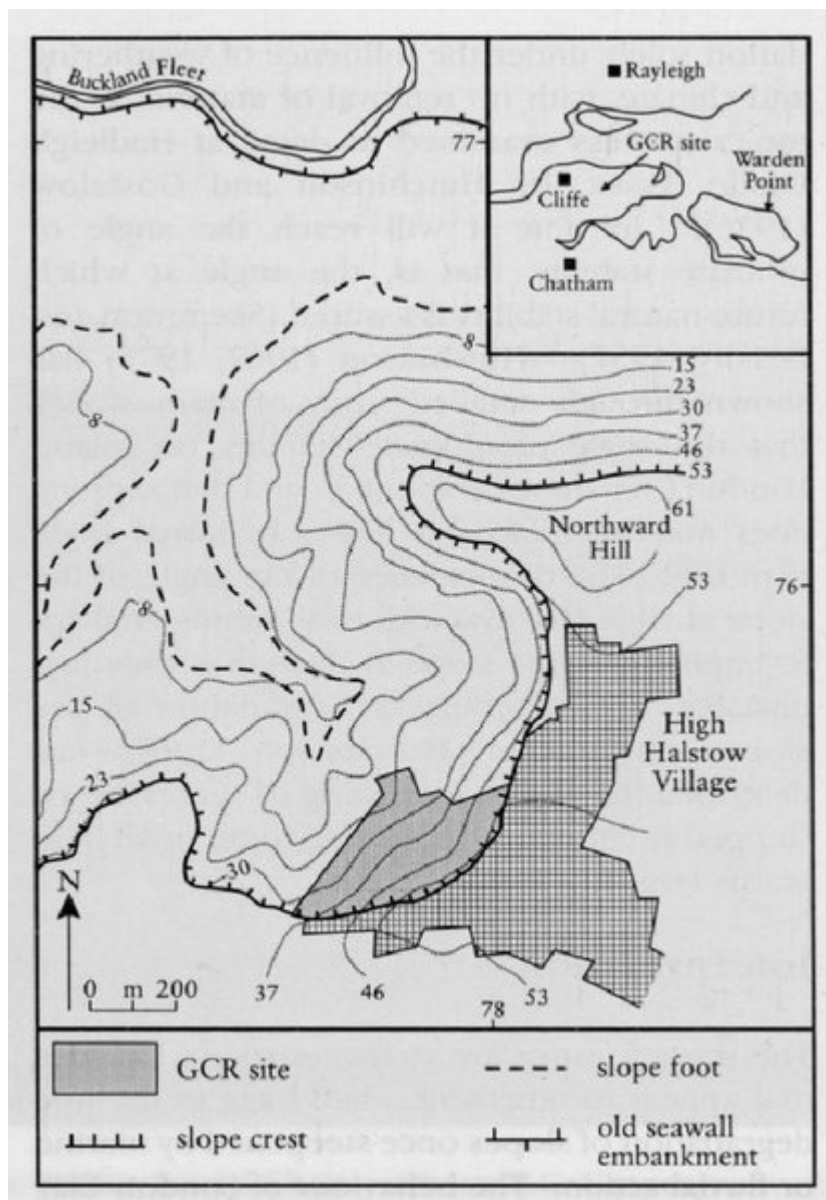 Buckland Fleet
77
Rayleigh
GCR site
Warden
Point
Cliffe
Chatham
8
15
23
30
37
46
53
61
8
Northward
Hill
53
76
8
15
High
Halstow
Village
23
30
N
0 m 200
37
46
53
78
GCR site
slope foot
slope crest
old seawall
embankment